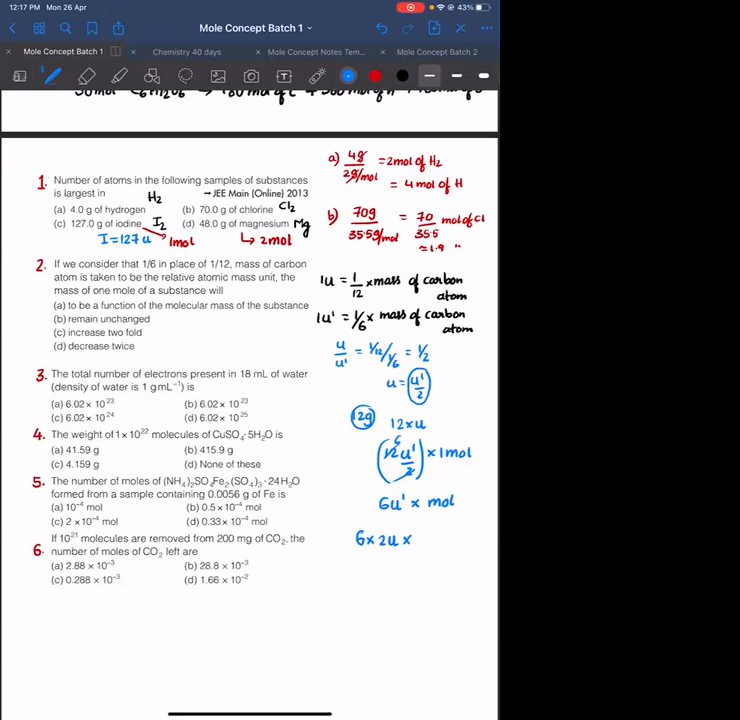 12:17 PM Mon 26 Apr
43%
Mole Concept Batch 1
Mole Concept Batch 1
Chemistry 40 days
Mole Concept Notes Tem...
Mole Concept Batch 2
1. Number of atoms in the following samples of substances
is largest in → JEE Main (Online) 2013
H₂
(a) 4.0 g of hydrogen (b) 70.0 g of chlorine Cl₂
(c) 127.0 g of iodine I₂ (d) 48.0 g of magnesium Mg
I = 127 u 1mol ↳ 2mol
2. If we consider that 1/6 in place of 1/12, mass of carbon
atom is taken to be the relative atomic mass unit, the
mass of one mole of a substance will
(a) to be a function of the molecular mass of the substance
(b) remain unchanged
(c) increase two fold
(d) decrease twice
3. The total number of electrons present in 18 mL of water
(density of water is 1 g mL⁻¹) is
(a) 6.02 × 10²³ (b) 6.02 × 10²³
(c) 6.02 × 10²⁴ (d) 6.02 × 10²⁵
4. The weight of 1 × 10²² molecules of CuSO₄ · 5H₂O is
(a) 41.59 g (b) 415.9 g
(c) 4.159 g (d) None of these
5. The number of moles of (NH₄)₂SO₄Fe₂(SO₄)₃ · 24H₂O
formed from a sample containing 0.0056 g of Fe is
(a) 10⁻⁴ mol (b) 0.5 × 10⁻⁴ mol
(c) 2 × 10⁻⁴ mol (d) 0.33 × 10⁻⁴ mol
6. If 10²¹ molecules are removed from 200 mg of CO₂, the
number of moles of CO₂ left are
(a) 2.88 × 10⁻³ (b) 28.8 × 10⁻³
(c) 0.288 × 10⁻³ (d) 1.66 × 10⁻²
a) 4g / 2g/mol = 2mol of H₂
= 4 mol of H
b) 70g / 35.5g/mol = 70 / 35.5 mol of Cl
≈ 1.9 "
1u = 1/12 × mass of carbon
atom
1u' = 1/6 × mass of carbon
atom
u/u' = 1/12 / 1/6 = 1/2
u = u'/2
12g 12×u
(12 6 u'/2) × 1mol
6u' × mol
6×2u×